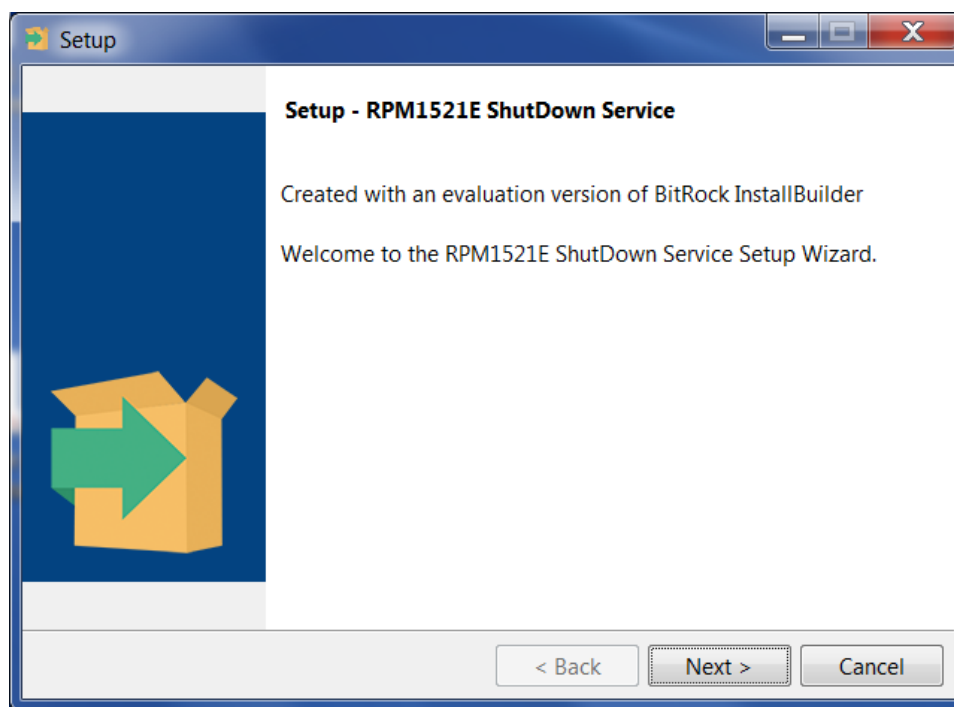 Setup
Setup - RPM1521E ShutDown Service
Created with an evaluation version of BitRock InstallBuilder
Welcome to the RPM1521E ShutDown Service Setup Wizard.
< Back
Next >
Cancel